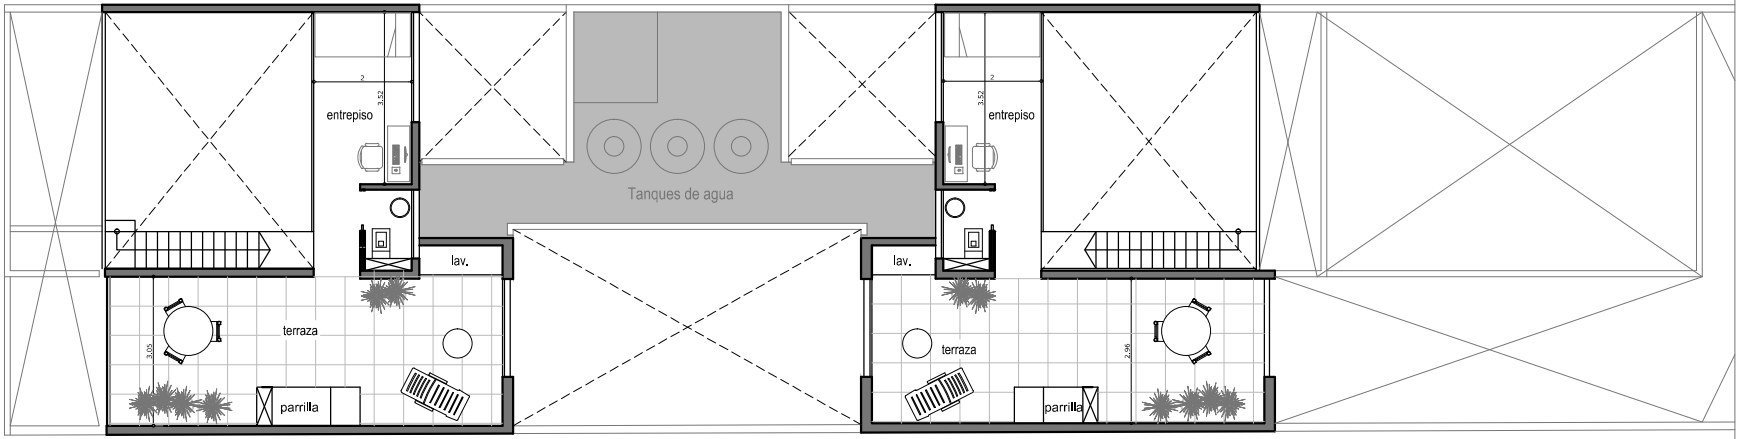 2
3,52
entrepiso
2
3,52
entrepiso
Tanques de agua
lav.
lav.
terraza
3,05
parrilla
terraza
2,96
parrilla